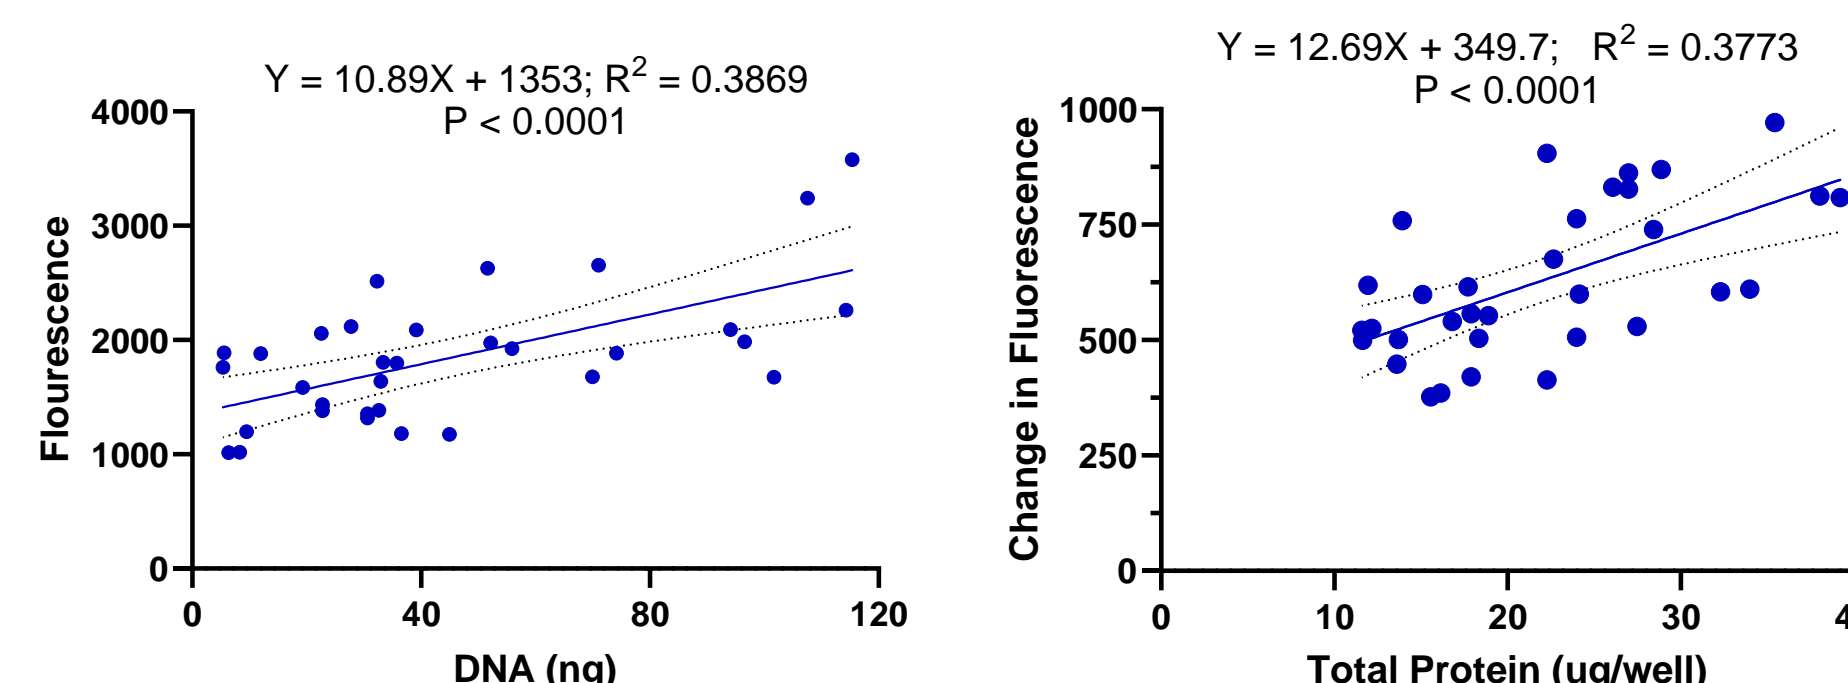 Y = 10.89X + 1353; R² = 0.3869
P < 0.0001
4000
3000
2000
1000
0
Flourescence
0 40 80 120
DNA (ng)
Y = 12.69X + 349.7; R² = 0.3773
P < 0.0001
1000
750
500
250
0
Change in Fluorescence
0 10 20 30
Total Protein (ug/well)